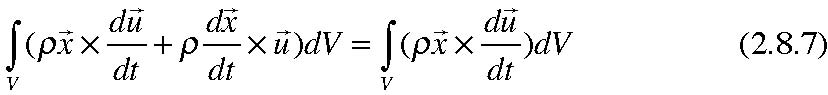 ∫_V (ρx⃗ × du⃗/dt + ρ dx⃗/dt × u⃗)dV = ∫_V (ρx⃗ × du⃗/dt)dV (2.8.7)